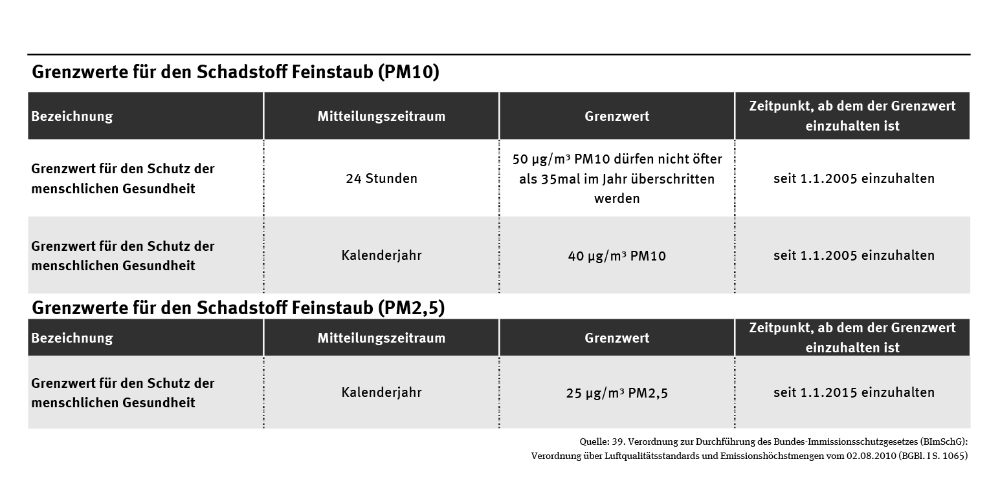 Grenzwerte für den Schadstoff Feinstaub (PM10)
Bezeichnung
Mitteilungszeitraum
Grenzwert
Zeitpunkt, ab dem der Grenzwert
einzuhalten ist
Grenzwert für den Schutz der
menschlichen Gesundheit
24 Stunden
50 µg/m³ PM10 dürfen nicht öfter
als 35mal im Jahr überschritten
werden
seit 1.1.2005 einzuhalten
Grenzwert für den Schutz der
menschlichen Gesundheit
Kalenderjahr
40 µg/m³ PM10
seit 1.1.2005 einzuhalten
Grenzwerte für den Schadstoff Feinstaub (PM2,5)
Bezeichnung
Mitteilungszeitraum
Grenzwert
Zeitpunkt, ab dem der Grenzwert
einzuhalten ist
Grenzwert für den Schutz der
menschlichen Gesundheit
Kalenderjahr
25 µg/m³ PM2,5
seit 1.1.2015 einzuhalten
Quelle: 39. Verordnung zur Durchführung des Bundes-Immissionsschutzgesetzes (BImSchG):
Verordnung über Luftqualitätsstandards und Emissionshöchstmengen vom 02.08.2010 (BGBl. I S. 1065)